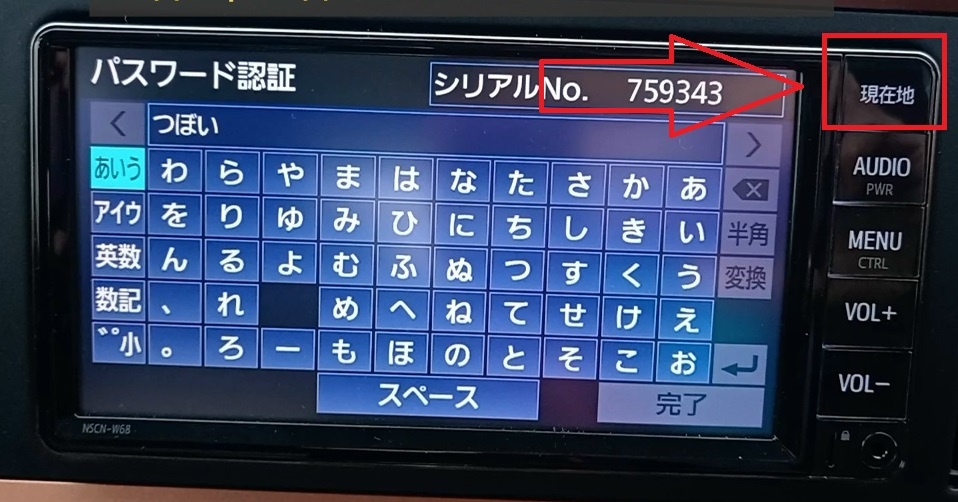 パスワード認証
シリアルNo. 759343
現在地
< つぼい >
AUDIO
PWR
あいう わ ら や ま は な た さ か あ
アイウ を り ゆ み ひ に ち し き い 半角
MENU
CTRL
英数 ん る よ む ふ ぬ つ す く う 変換
数記 、 れ め へ ね て せ け え
VOL+
゛゜小 。 ろ ー も ほ の と そ こ お
スペース 完了
VOL−
NSCN-W68